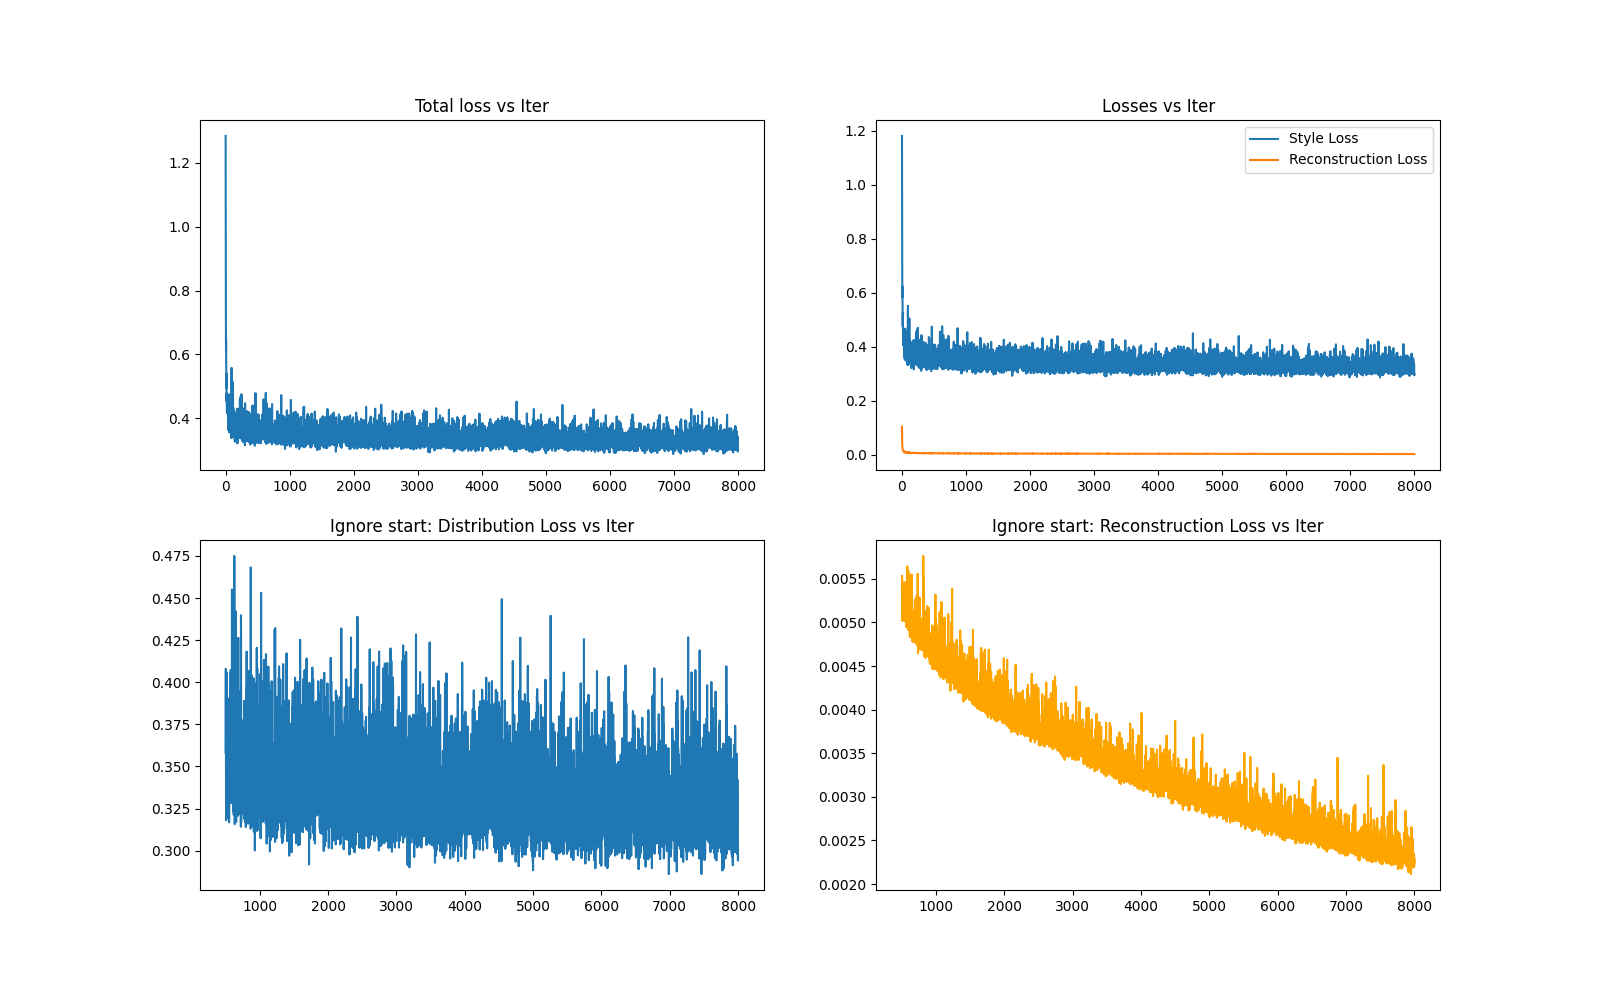 Total loss vs Iter
1.2
1.0
0.8
0.6
0.4
0 1000 2000 3000 4000 5000 6000 7000 8000
Losses vs Iter
Style Loss
Reconstruction Loss
1.2
1.0
0.8
0.6
0.4
0.2
0.0
0 1000 2000 3000 4000 5000 6000 7000 8000
Ignore start: Distribution Loss vs Iter
0.475
0.450
0.425
0.400
0.375
0.350
0.325
0.300
1000 2000 3000 4000 5000 6000 7000 8000
Ignore start: Reconstruction Loss vs Iter
0.0055
0.0050
0.0045
0.0040
0.0035
0.0030
0.0025
0.0020
1000 2000 3000 4000 5000 6000 7000 8000